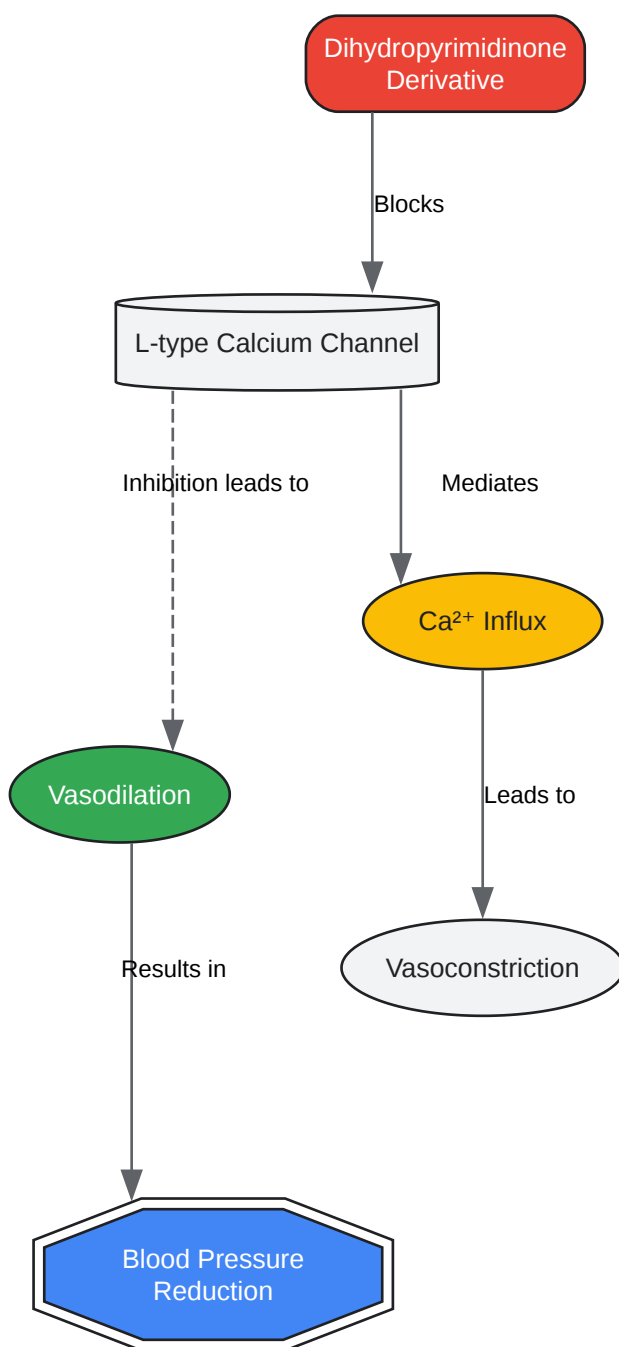 Dihydropyrimidinone
Derivative
Blocks
L-type Calcium Channel
Inhibition leads to
Mediates
Ca²⁺ Influx
Vasodilation
Leads to
Results in
Vasoconstriction
Blood Pressure
Reduction